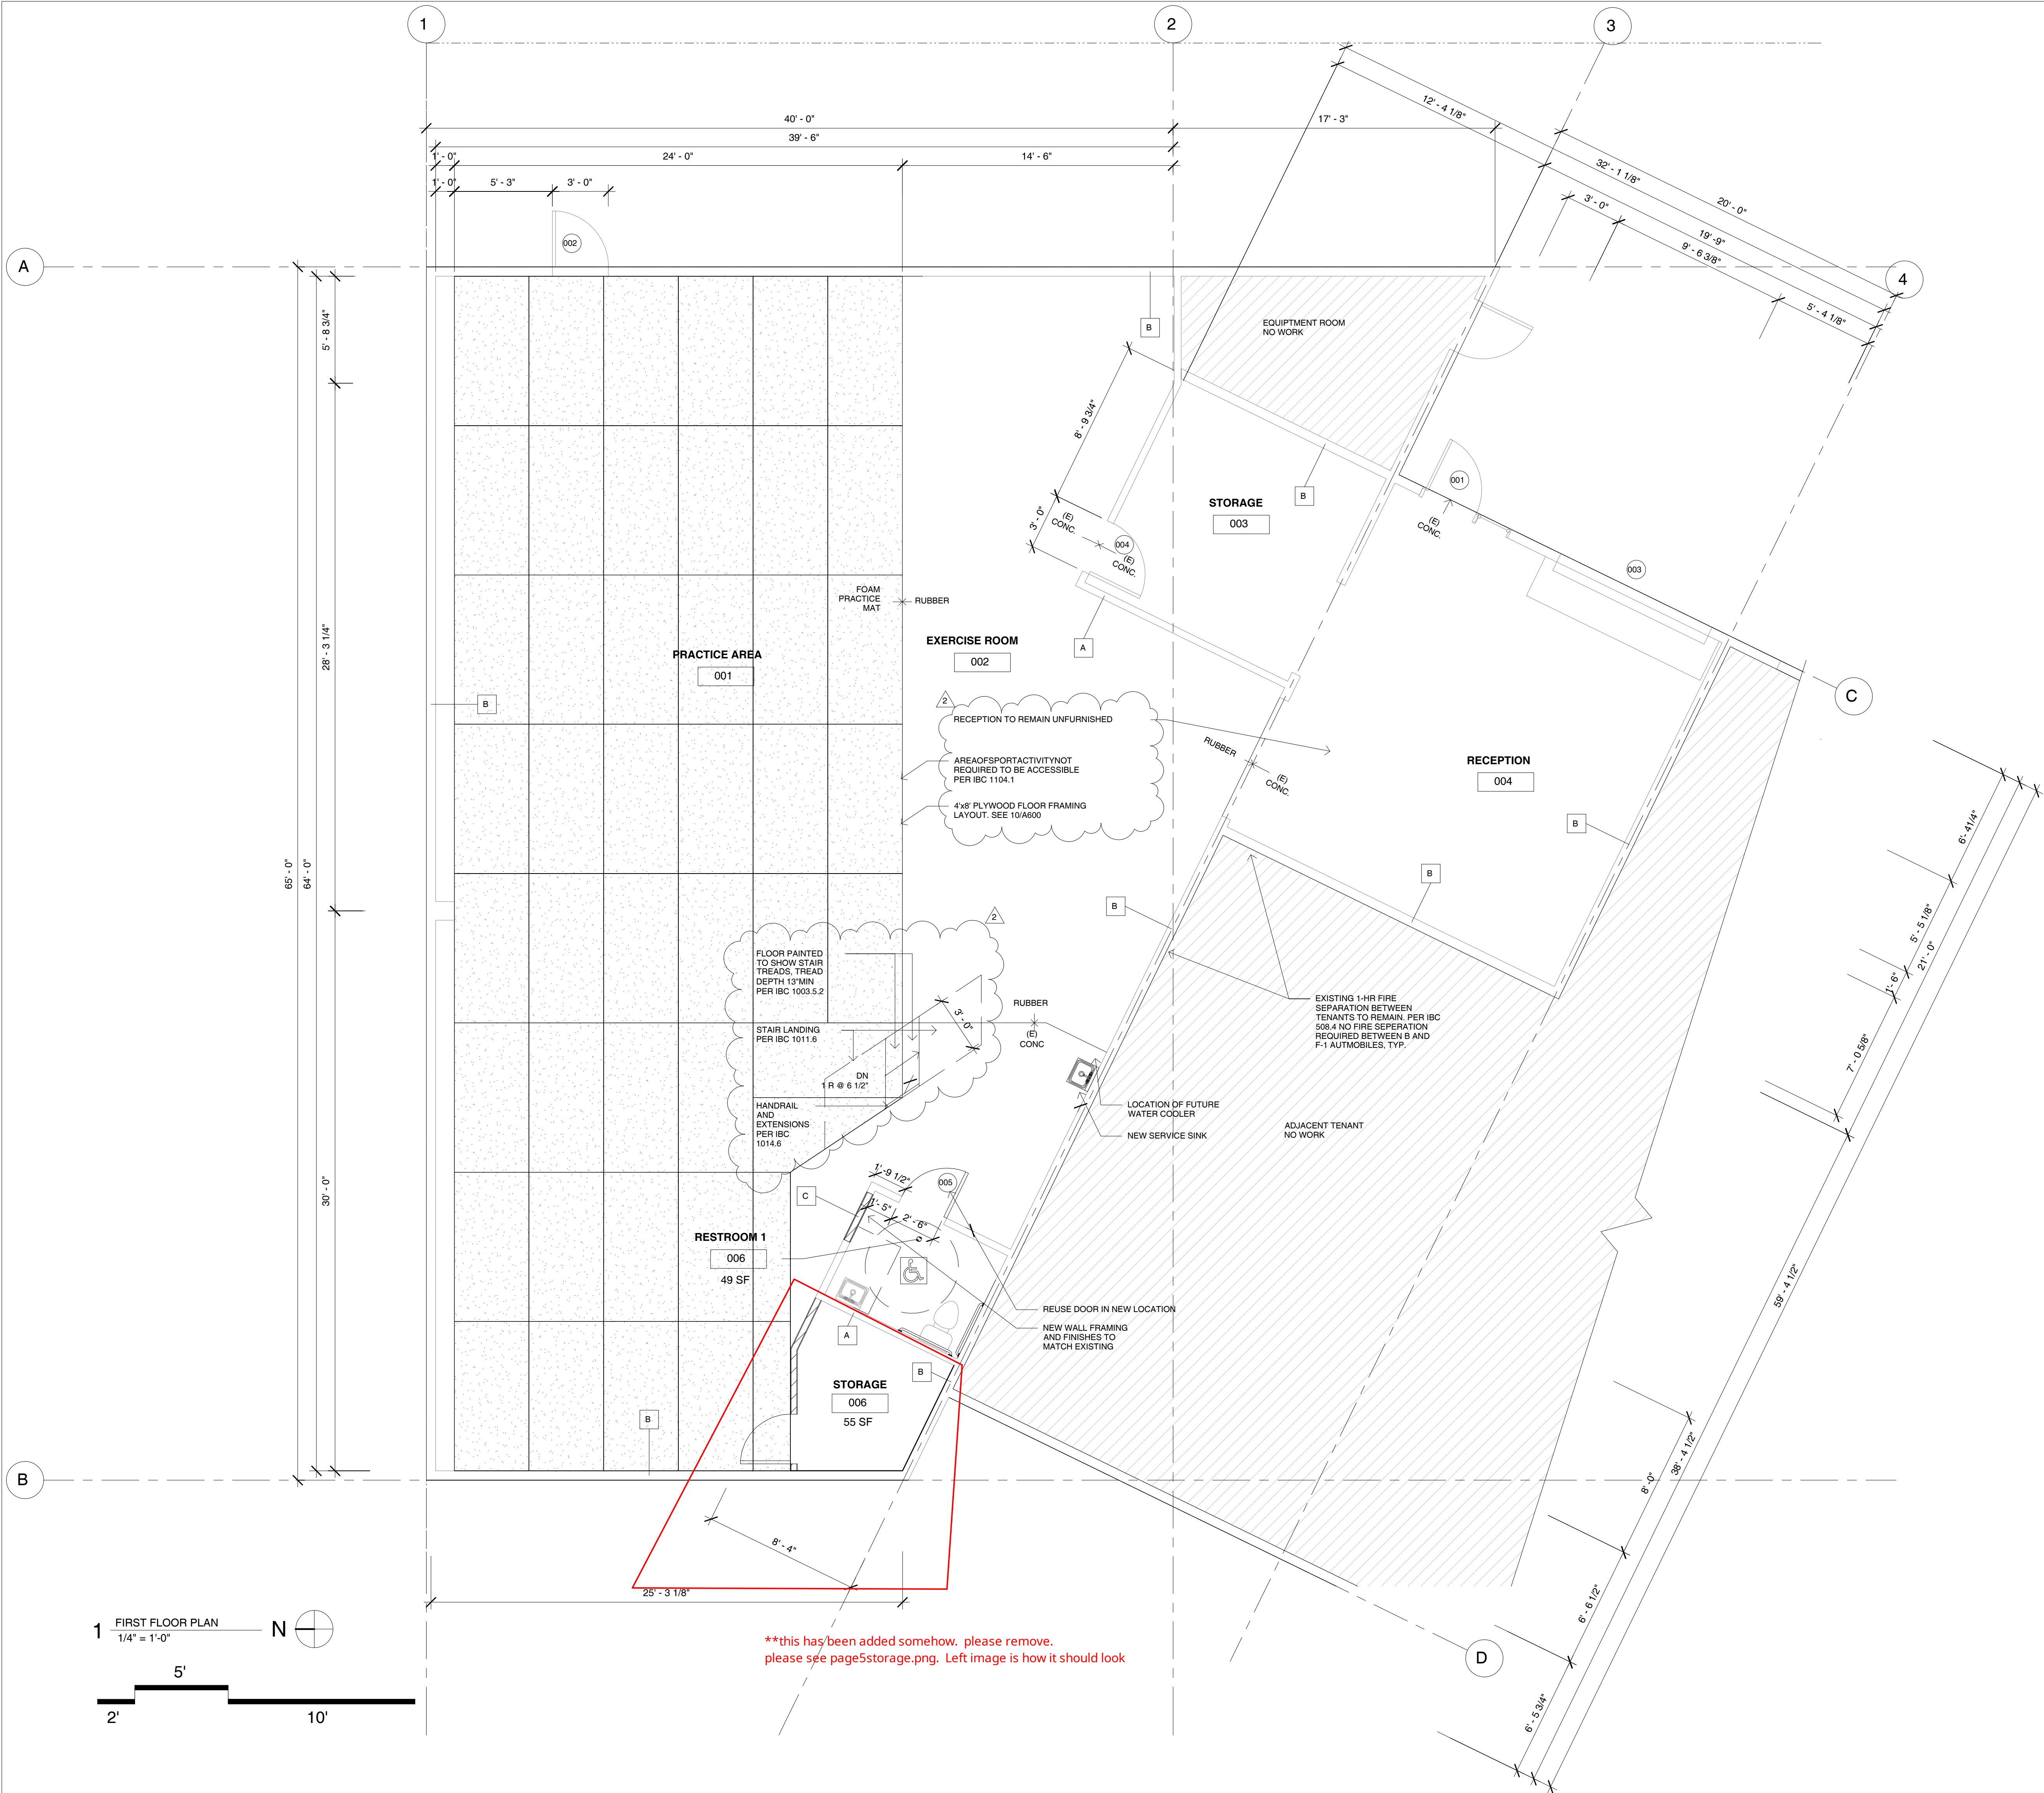 1
2
3
40' - 0"
17' - 3"
39' - 6"
1' - 0"
24' - 0"
14' - 6"
1' - 0"
5' - 3"
3' - 0"
12' - 4 1/8"
32' - 1 1/8"
20' - 0"
3' - 0"
19' -9"
9' - 6 3/8"
5' - 4 1/8"
002
A
4
5' - 8 3/4"
B
EQUIPTMENT ROOM
NO WORK
8' - 9 3/4"
3' - 0"
(E)
CONC.
004
(E)
CONC.
STORAGE
003
B
001
(E)
CONC.
003
FOAM
PRACTICE
MAT
RUBBER
28' - 3 1/4"
PRACTICE AREA
001
EXERCISE ROOM
002
A
C
B
2
RECEPTION TO REMAIN UNFURNISHED
AREAOFSPORTACTIVITYNOT
REQUIRED TO BE ACCESSIBLE
PER IBC 1104.1
4'x8' PLYWOOD FLOOR FRAMING
LAYOUT. SEE 10/A600
RUBBER
(E)
CONC.
RECEPTION
004
B
B
B
65' - 0"
64' - 0"
6'- 41/4"
5' - 5 1/8"
21' - 0"
1'- 6"
7' - 0 5/8"
2
FLOOR PAINTED
TO SHOW STAIR
TREADS, TREAD
DEPTH 13"MIN
PER IBC 1003.5.2
STAIR LANDING
PER IBC 1011.6
DN
1 R @ 6 1/2"
HANDRAIL
AND
EXTENSIONS
PER IBC
1014.6
3' - 0"
RUBBER
(E)
CONC
EXISTING 1-HR FIRE
SEPARATION BETWEEN
TENANTS TO REMAIN. PER IBC
508.4 NO FIRE SEPERATION
REQUIRED BETWEEN B AND
F-1 AUTMOBILES, TYP.
LOCATION OF FUTURE
WATER COOLER
NEW SERVICE SINK
ADJACENT TENANT
NO WORK
30' - 0"
1' -9 1/2"
005
C
1'- 5"
2' - 6"
RESTROOM 1
006
49 SF
REUSE DOOR IN NEW LOCATION
NEW WALL FRAMING
AND FINISHES TO
MATCH EXISTING
A
B
STORAGE
006
55 SF
B
59' - 4 1/2"
38' - 4 1/2"
8' -0"
6' - 6 1/2"
6' - 5 3/4"
B
8' - 4"
25' - 3 1/8"
D
1
FIRST FLOOR PLAN
1/4" = 1'-0"
N
**this has been added somehow.  please remove.
please see page5storage.png.  Left image is how it should look
5'
2'
10'